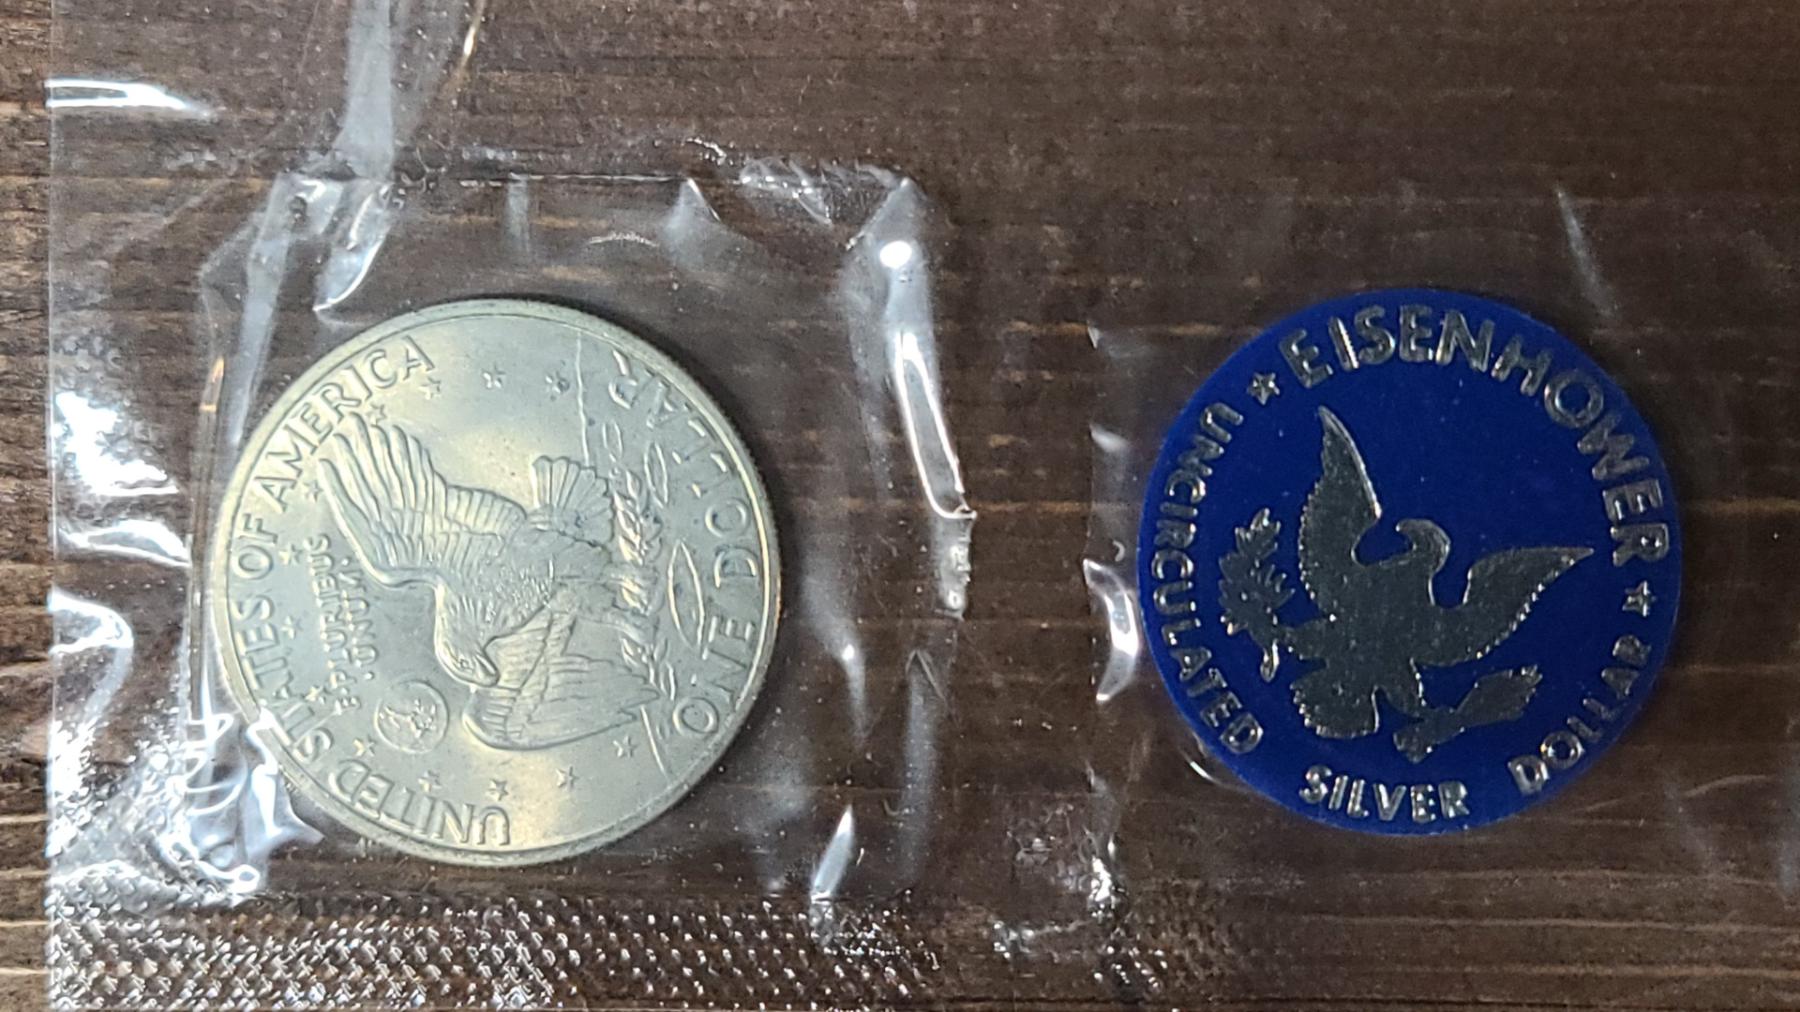 UNITED STATES OF AMERICA
E PLURIBUS
UNUM
ONE DOLLAR
EISENHOWER
UNCIRCULATED
SILVER DOLLAR